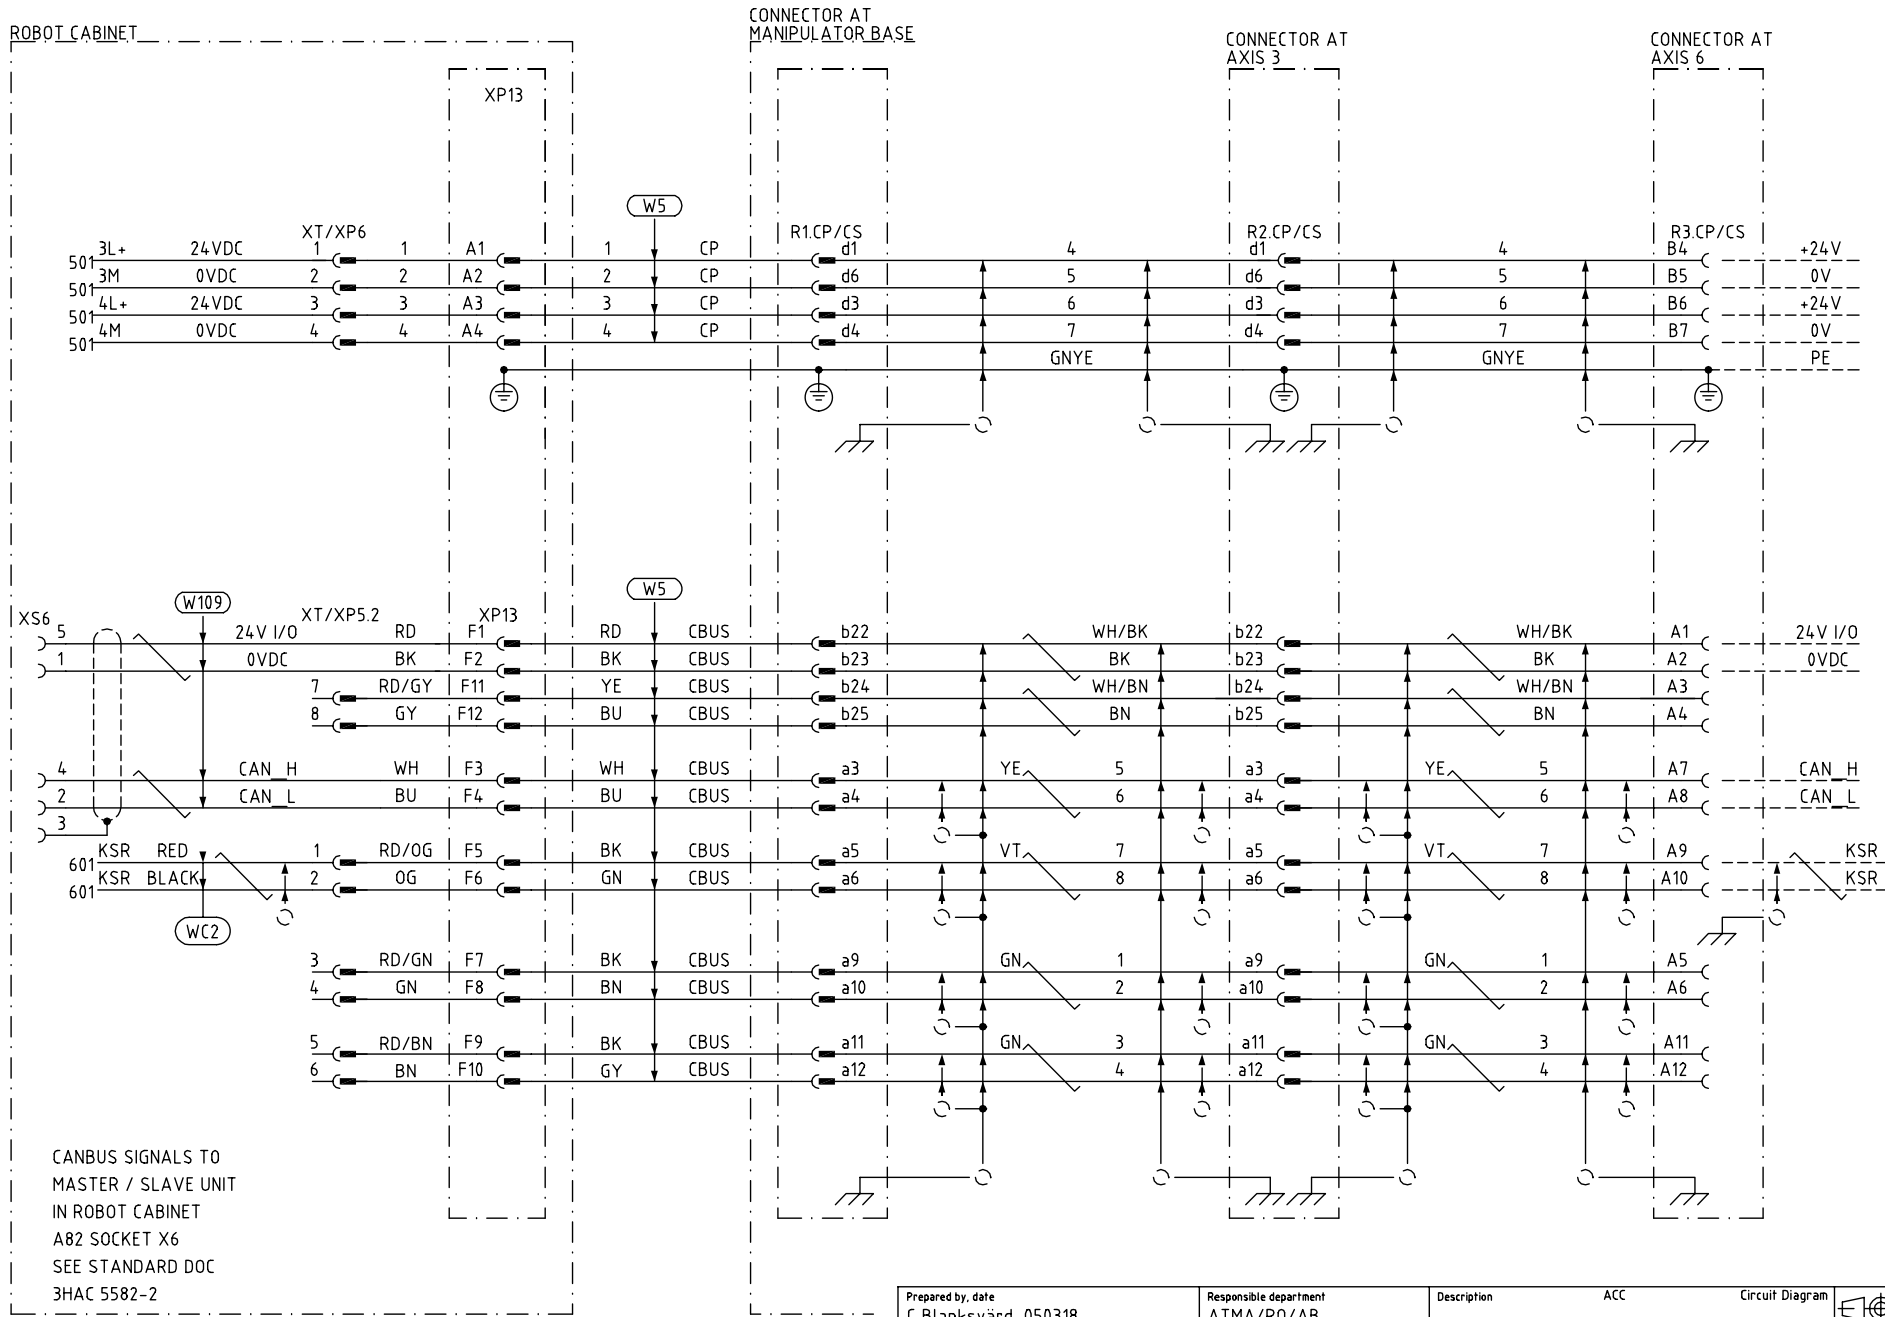 CONNECTOR AT
MANIPULATOR BASE
ROBOT CABINET
CONNECTOR AT
AXIS 3
CONNECTOR AT
AXIS 6
XP13
W5
XT/XP6
R1.CP/CS
R2.CP/CS
R3.CP/CS
501 3L+ 24VDC 1 1 A1 1 CP d1 4 d1 4 B4 +24V
501 3M 0VDC 2 2 A2 2 CP d6 5 d6 5 B5 0V
501 4L+ 24VDC 3 3 A3 3 CP d3 6 d3 6 B6 +24V
501 4M 0VDC 4 4 A4 4 CP d4 7 d4 7 B7 0V
GNYE GNYE PE
W5
W109
XS6 XT/XP5.2 XP13
5 24V I/O RD F1 RD CBUS b22 WH/BK b22 WH/BK A1 24V I/O
1 0VDC BK F2 BK CBUS b23 BK b23 BK A2 0VDC
7 RD/GY F11 YE CBUS b24 WH/BN b24 WH/BN A3
8 GY F12 BU CBUS b25 BN b25 BN A4
4 CAN_H WH F3 WH CBUS a3 YE 5 a3 YE 5 A7 CAN_H
2 CAN_L BU F4 BU CBUS a4 6 a4 6 A8 CAN_L
3
601 KSR RED 1 RD/OG F5 BK CBUS a5 VT 7 a5 VT 7 A9 KSR
601 KSR BLACK 2 OG F6 GN CBUS a6 8 a6 8 A10 KSR
WC2
3 RD/GN F7 BK CBUS a9 GN 1 a9 GN 1 A5
4 GN F8 BN CBUS a10 2 a10 2 A6
5 RD/BN F9 BK CBUS a11 GN 3 a11 GN 3 A11
6 BN F10 GY CBUS a12 4 a12 4 A12
CANBUS SIGNALS TO
MASTER / SLAVE UNIT
IN ROBOT CABINET
A82 SOCKET X6
SEE STANDARD DOC
3HAC 5582-2
Prepared by, date Responsible department Description ACC Circuit Diagram
C Blanksvärd 050318 ATMA/RO/AB